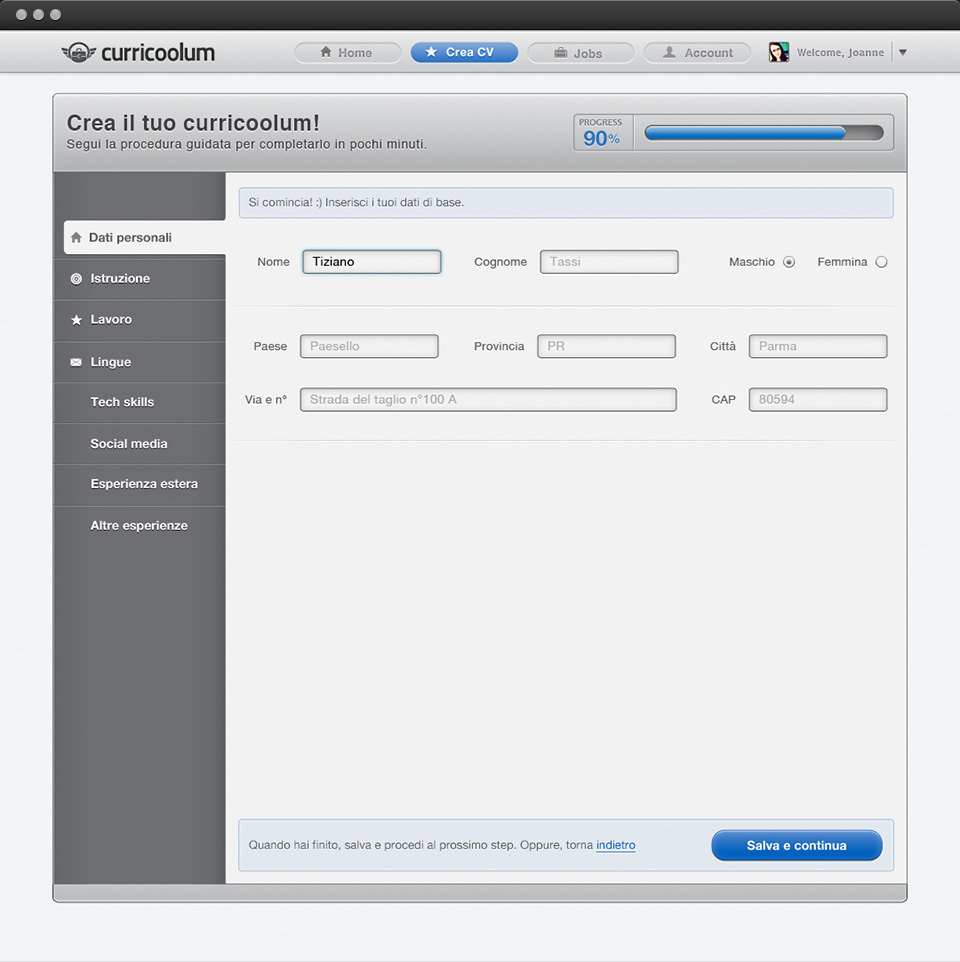 curricoolum
Home
Crea CV
Jobs
Account
Welcome, Joanne
Crea il tuo curricoolum!
Segui la procedura guidata per completarlo in pochi minuti.
PROGRESS
90%
Dati personali
Istruzione
Lavoro
Lingue
Tech skills
Social media
Esperienza estera
Altre esperienze
Si comincia! :) Inserisci i tuoi dati di base.
Nome Tiziano Cognome Tassi Maschio Femmina
Paese Paesello Provincia PR Città Parma
Via e n° Strada del taglio n°100 A CAP 80594
Quando hai finito, salva e procedi al prossimo step. Oppure, torna indietro
Salva e continua